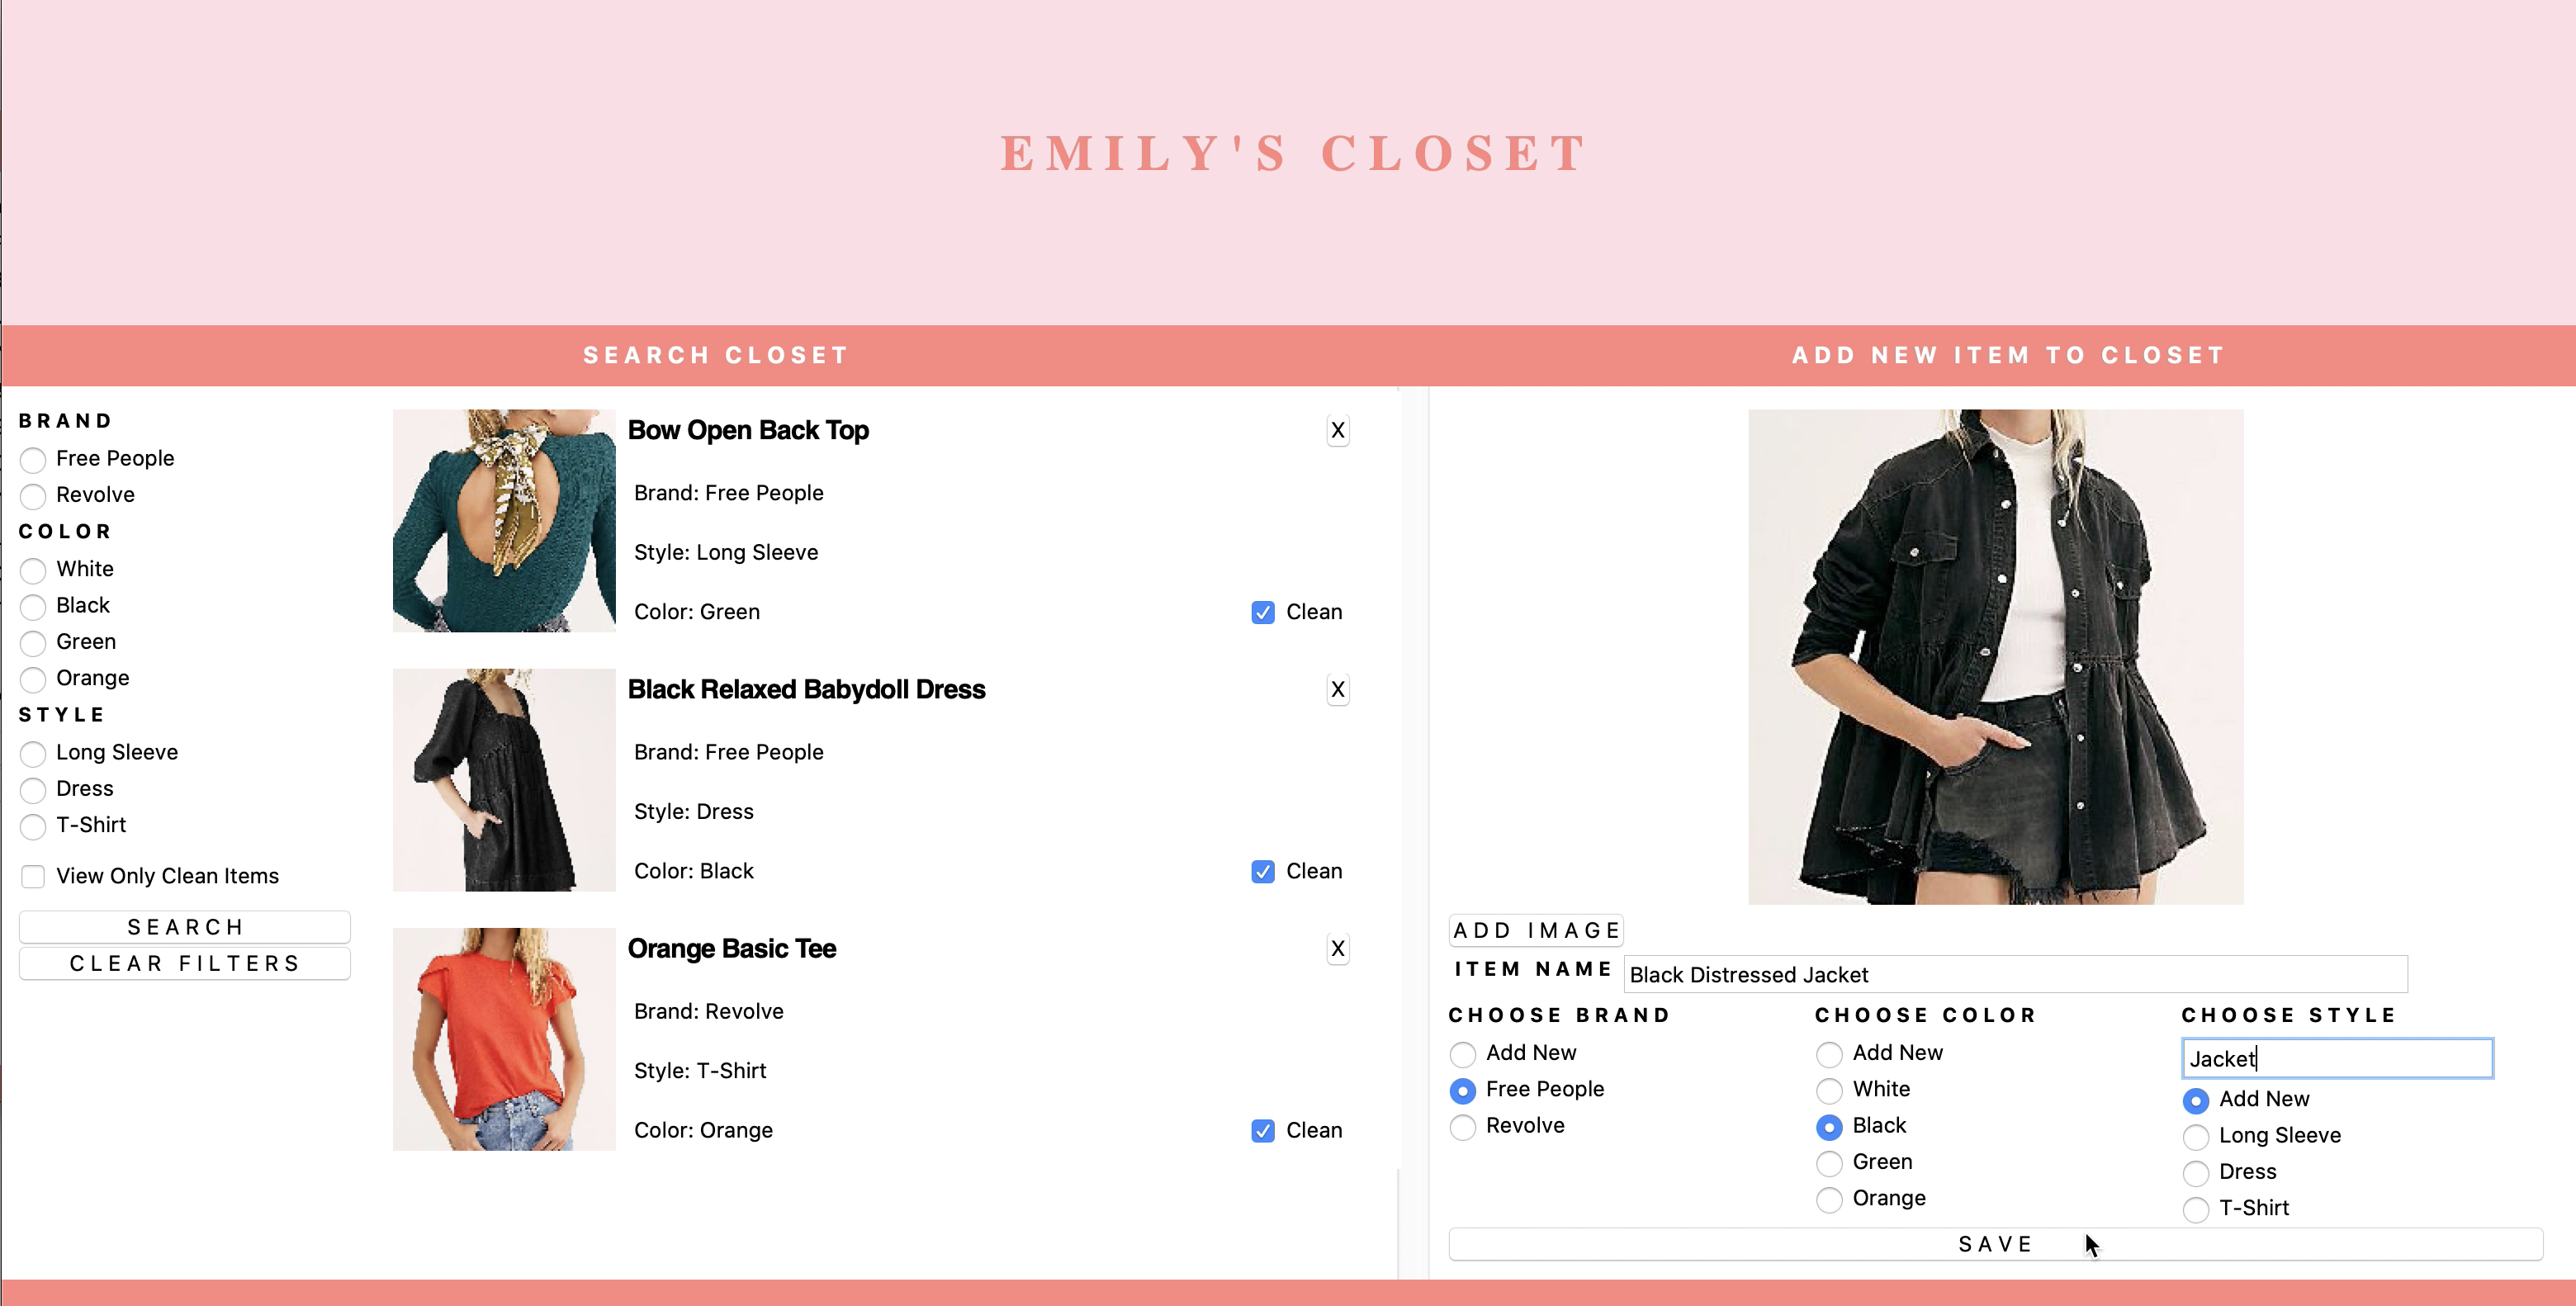 EMILY'S CLOSET
SEARCH CLOSET
ADD NEW ITEM TO CLOSET
BRAND
Free People
Revolve
COLOR
White
Black
Green
Orange
STYLE
Long Sleeve
Dress
T-Shirt
View Only Clean Items
SEARCH
CLEAR FILTERS
Bow Open Back Top
X
Brand: Free People
Style: Long Sleeve
Color: Green
Clean
Black Relaxed Babydoll Dress
X
Brand: Free People
Style: Dress
Color: Black
Clean
Orange Basic Tee
X
Brand: Revolve
Style: T-Shirt
Color: Orange
Clean
ADD IMAGE
ITEM NAME Black Distressed Jacket
CHOOSE BRAND
Add New
Free People
Revolve
CHOOSE COLOR
Add New
White
Black
Green
Orange
CHOOSE STYLE
Jacket
Add New
Long Sleeve
Dress
T-Shirt
SAVE